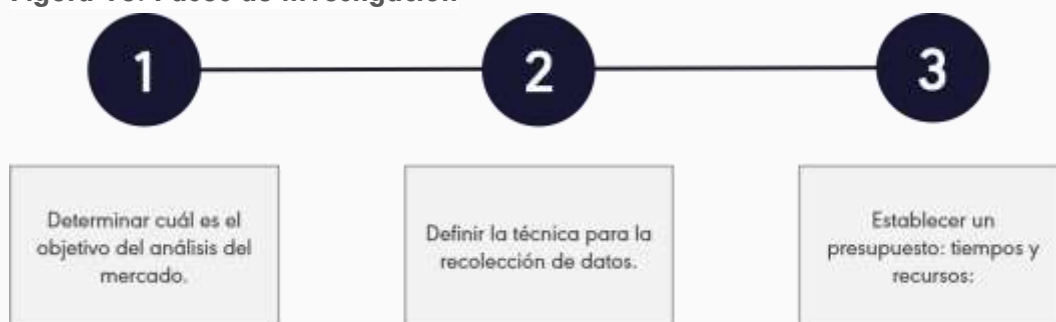 1
2
3
Determinar cuál es el
objetivo del análisis del
mercado.
Definir la técnica para la
recolección de datos.
Establecer un
presupuesto: tiempos y
recursos: